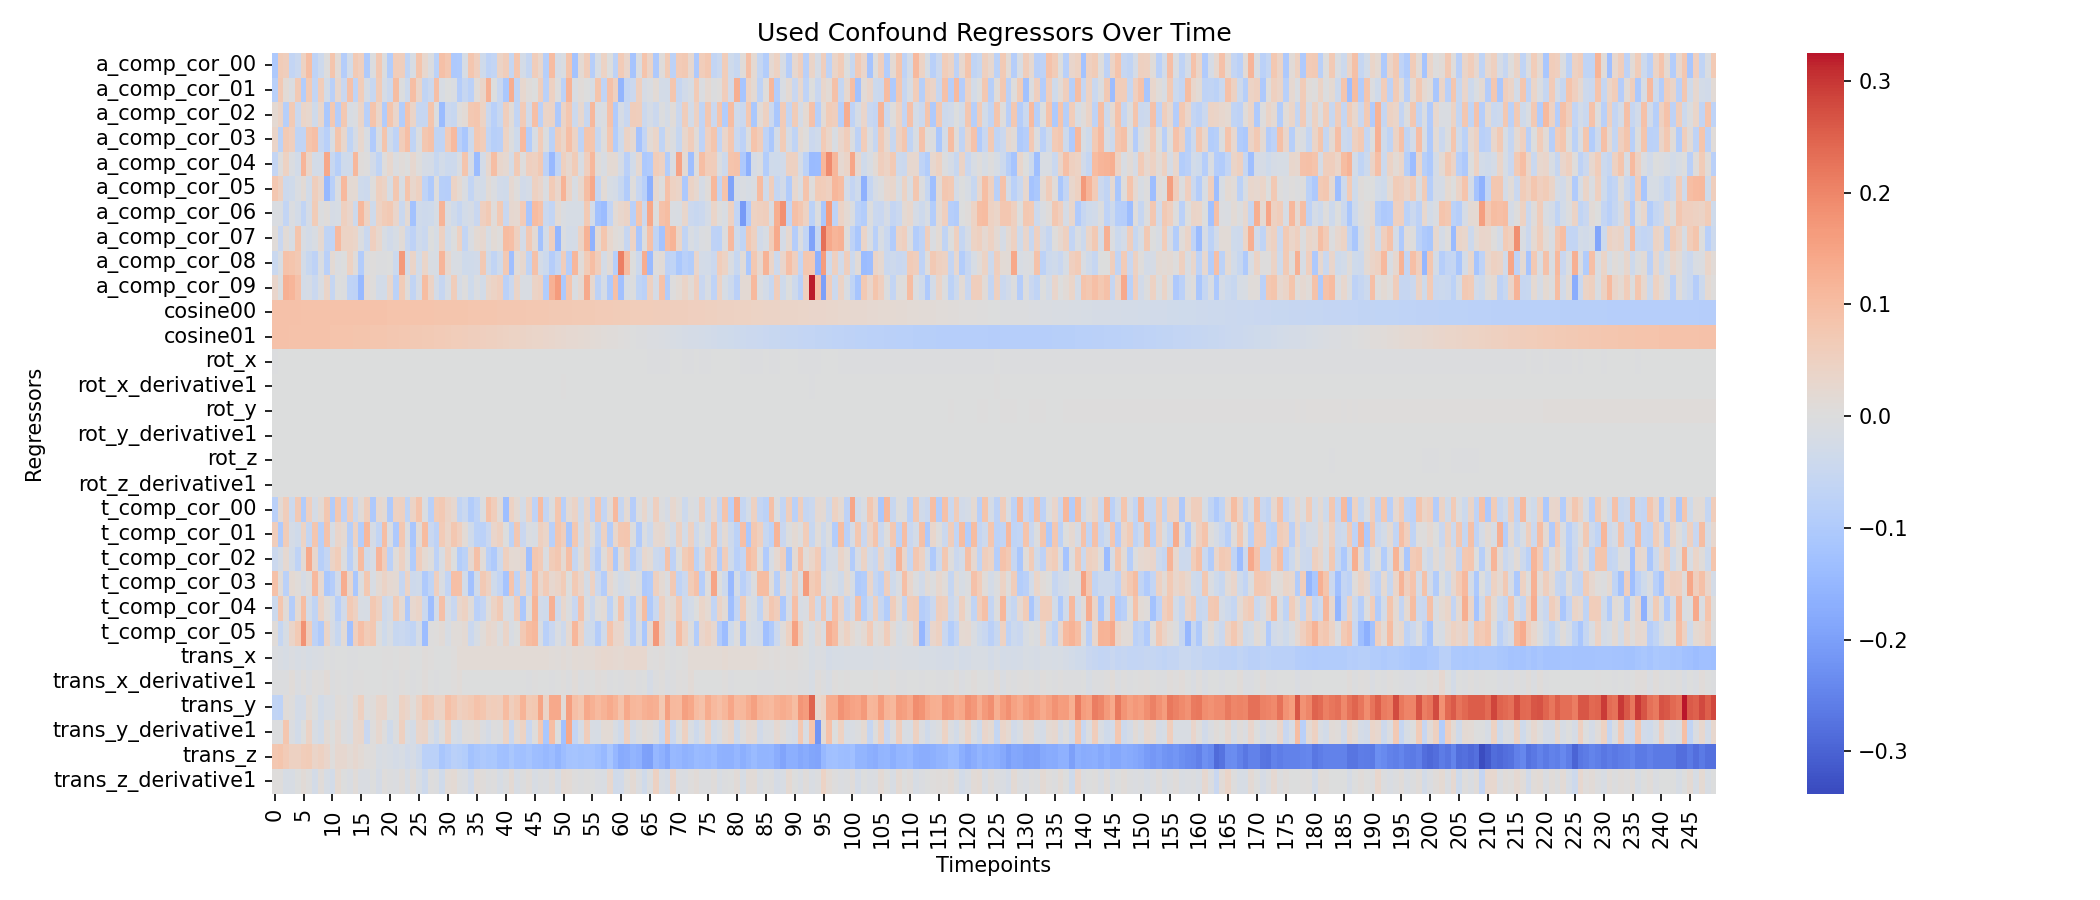 Used Confound Regressors Over Time
a_comp_cor_00
a_comp_cor_01
a_comp_cor_02
a_comp_cor_03
a_comp_cor_04
a_comp_cor_05
a_comp_cor_06
a_comp_cor_07
a_comp_cor_08
a_comp_cor_09
cosine00
cosine01
rot_x
rot_x_derivative1
rot_y
rot_y_derivative1
rot_z
rot_z_derivative1
t_comp_cor_00
t_comp_cor_01
t_comp_cor_02
t_comp_cor_03
t_comp_cor_04
t_comp_cor_05
trans_x
trans_x_derivative1
trans_y
trans_y_derivative1
trans_z
trans_z_derivative1
Regressors
0 5 10 15 20 25 30 35 40 45 50 55 60 65 70 75 80 85 90 95 100 105 110 115 120 125 130 135 140 145 150 155 160 165 170 175 180 185 190 195 200 205 210 215 220 225 230 235 240 245
Timepoints
0.3
0.2
0.1
0.0
−0.1
−0.2
−0.3